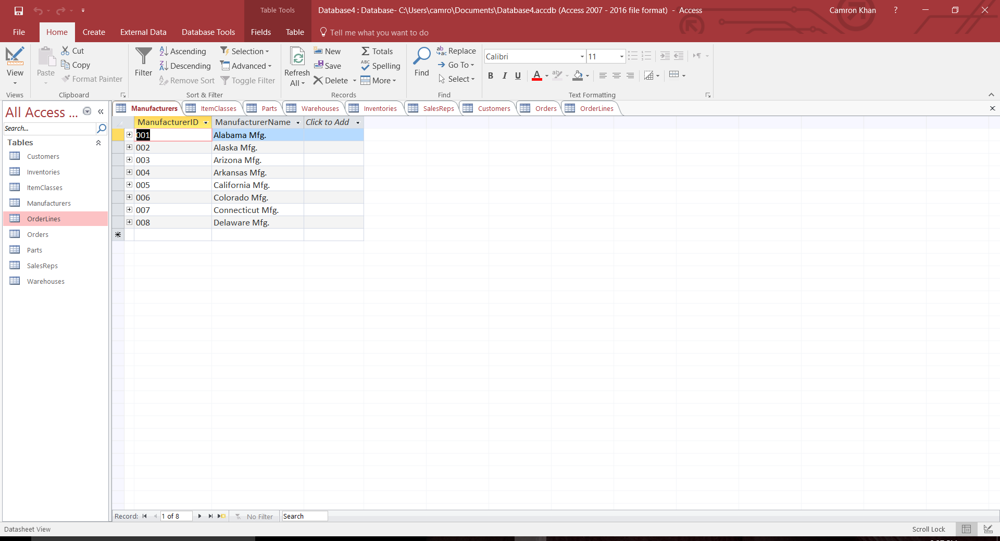 Table Tools
Database4 : Database- C:\Users\camro\Documents\Database4.accdb (Access 2007 - 2016 file format)  -  Access
Camron Khan
?
File
Home
Create
External Data
Database Tools
Fields
Table
Tell me what you want to do
View
Views
Paste
Cut
Copy
Format Painter
Clipboard
Filter
Ascending
Descending
Remove Sort
Selection
Advanced
Toggle Filter
Sort & Filter
Refresh
All
New
Save
Delete
Totals
Spelling
More
Records
Find
Replace
Go To
Select
Find
Calibri
11
B I U
Text Formatting
All Access ...
Search...
Tables
Customers
Inventories
ItemClasses
Manufacturers
OrderLines
Orders
Parts
SalesReps
Warehouses
Manufacturers
ItemClasses
Parts
Warehouses
Inventories
SalesReps
Customers
Orders
OrderLines
ManufacturerID ManufacturerName Click to Add
001 Alabama Mfg.
002 Alaska Mfg.
003 Arizona Mfg.
004 Arkansas Mfg.
005 California Mfg.
006 Colorado Mfg.
007 Connecticut Mfg.
008 Delaware Mfg.
Record: 1 of 8 No Filter Search
Datasheet View
Scroll Lock